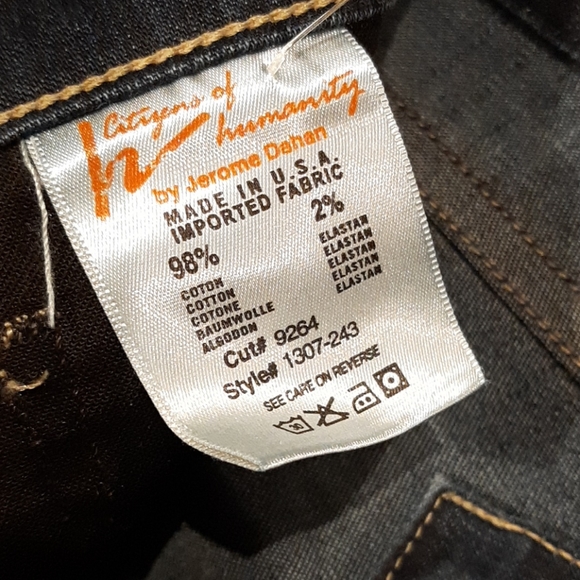 Citizens of
humanity
by Jerome Dahan
MADE IN U.S.A.
IMPORTED FABRIC
98% 2%
COTON ELASTAN
COTTON ELASTAN
COTONE ELASTAN
BAUMWOLLE ELASTAN
ALGODON ELASTAN
Cut# 9264
Style# 1307-243
SEE CARE ON REVERSE